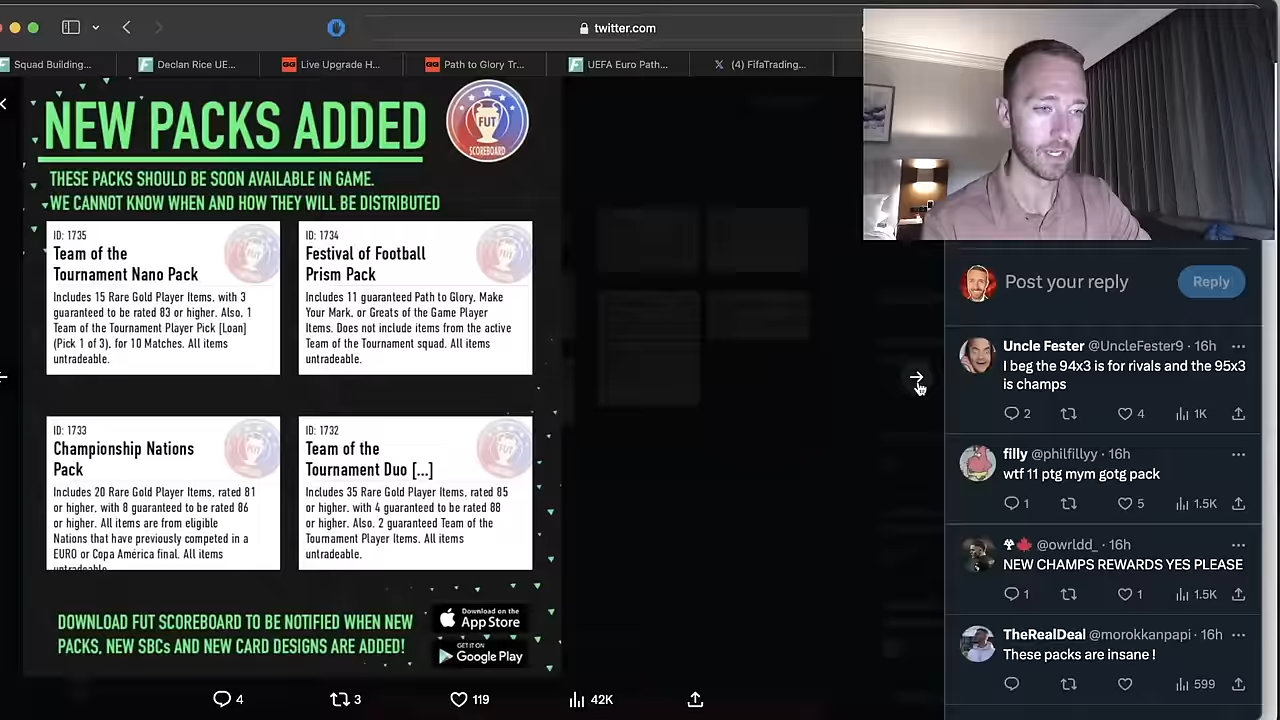 twitter.com
Squad Building...
Declan Rice UE...
GG
Live Upgrade H...
GG
Path to Glory Tr...
UEFA Euro Path...
X
(4) FifaTrading...
NEW PACKS ADDED
FUT
SCOREBOARD
THESE PACKS SHOULD BE SOON AVAILABLE IN GAME.
WE CANNOT KNOW WHEN AND HOW THEY WILL BE DISTRIBUTED
ID: 1735
Team of the
Tournament Nano Pack
Includes 15 Rare Gold Player Items, with 3
guaranteed to be rated 83 or higher. Also, 1
Team of the Tournament Player Pick [Loan]
(Pick 1 of 3), for 10 Matches. All items
untradeable.
ID: 1734
Festival of Football
Prism Pack
Includes 11 guaranteed Path to Glory, Make
Your Mark, or Greats of the Game Player
Items. Does not include items from the active
Team of the Tournament squad. All items
untradeable.
ID: 1733
Championship Nations
Pack
Includes 20 Rare Gold Player Items, rated 81
or higher, with 8 guaranteed to be rated 86
or higher. All items are from eligible
Nations that have previously competed in a
EURO or Copa América final. All items
untradeable
ID: 1732
Team of the
Tournament Duo [...]
Includes 35 Rare Gold Player Items, rated 85
or higher, with 4 guaranteed to be rated 88
or higher. Also, 2 guaranteed Team of the
Tournament Player Items. All items
untradeable.
DOWNLOAD FUT SCOREBOARD TO BE NOTIFIED WHEN NEW
PACKS, NEW SBCs AND NEW CARD DESIGNS ARE ADDED!
Download on the
App Store
GET IT ON
Google Play
4
3
119
42K
Post your reply
Reply
Uncle Fester @UncleFester9 · 16h
I beg the 94x3 is for rivals and the 95x3
is champs
2
4
1K
filly @philfillyy · 16h
wtf 11 ptg mym gotg pack
1
5
1.5K
@owrldd_ · 16h
NEW CHAMPS REWARDS YES PLEASE
1
1
1.5K
TheRealDeal @morokkanpapi · 16h
These packs are insane !
599